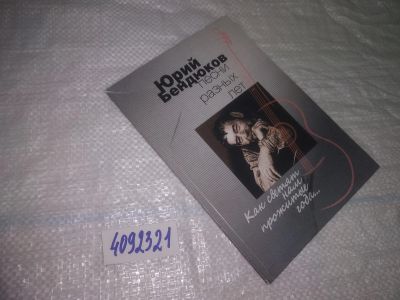 Юрий
Бендюков
песни
разных
лет
Как светят
нам
прожитые
года...
4092321